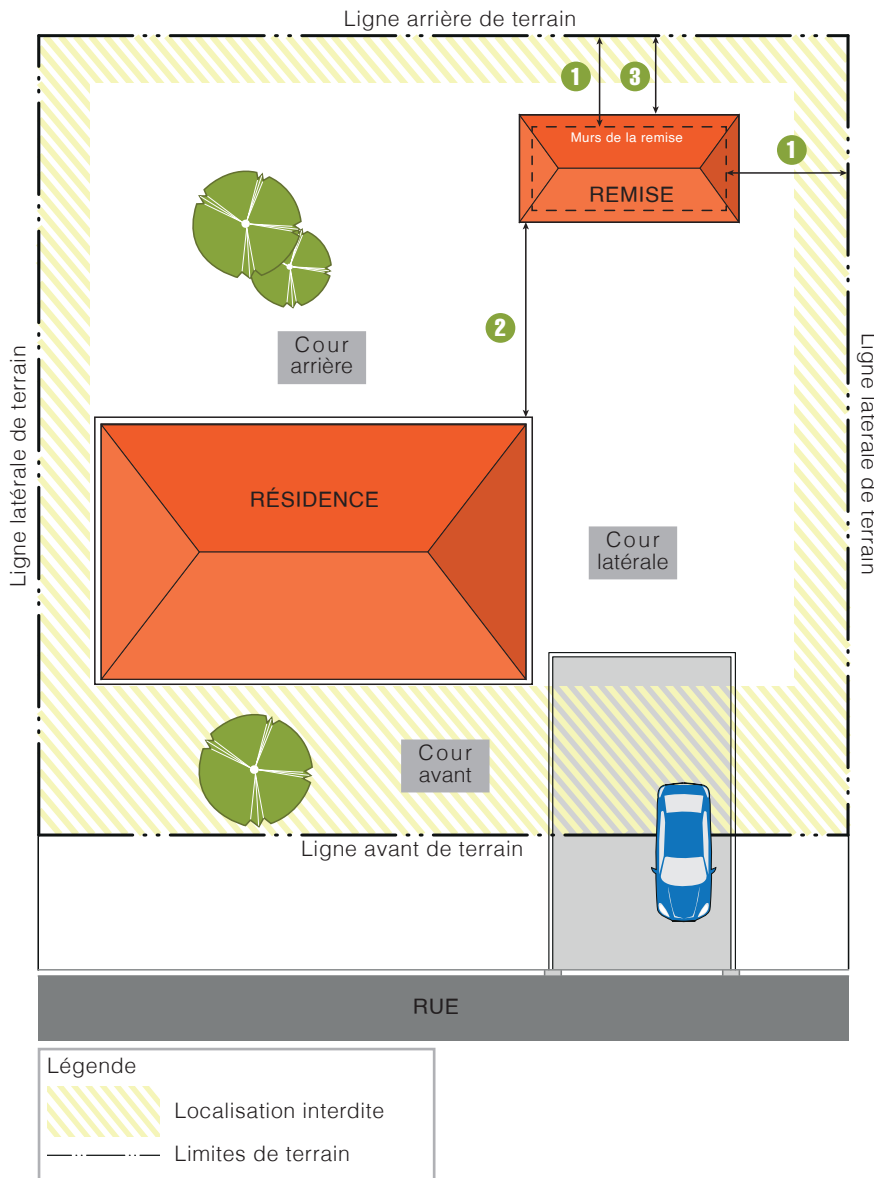 Ligne arrière de terrain
1
3
Murs de la remise
1
REMISE
2
Cour
arrière
Ligne latérale de terrain
Ligne laterale de terrain
RÉSIDENCE
Cour
latérale
Cour
avant
Ligne avant de terrain
RUE
Légende
Localisation interdite
Limites de terrain